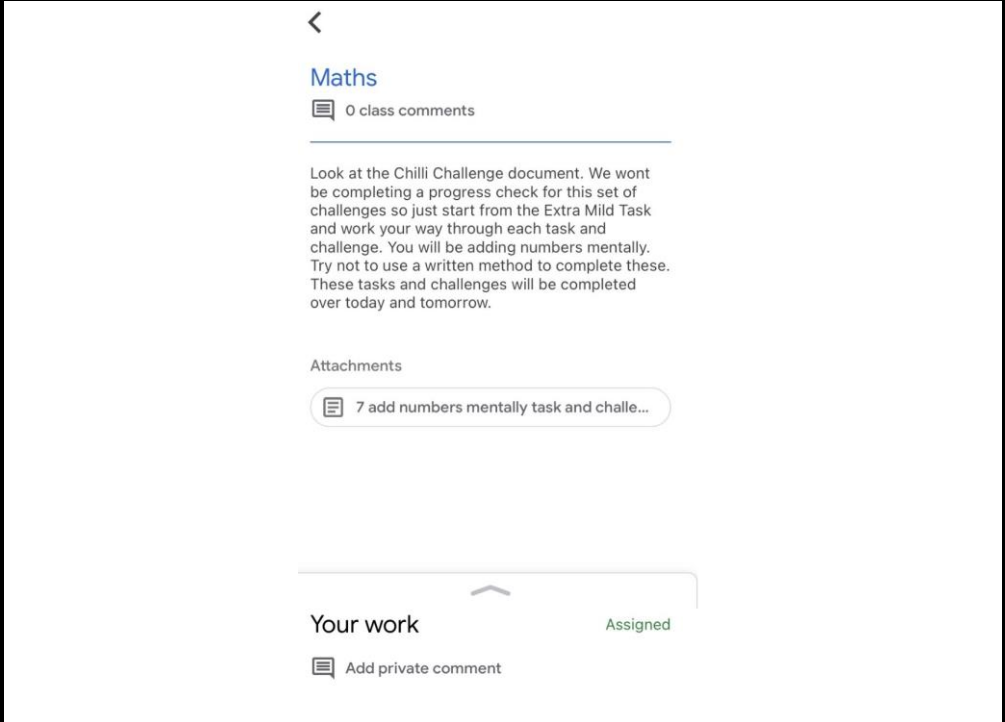 Maths
0 class comments
Look at the Chilli Challenge document. We wont
be completing a progress check for this set of
challenges so just start from the Extra Mild Task
and work your way through each task and
challenge. You will be adding numbers mentally.
Try not to use a written method to complete these.
These tasks and challenges will be completed
over today and tomorrow.
Attachments
7 add numbers mentally task and challe...
Your work
Assigned
Add private comment